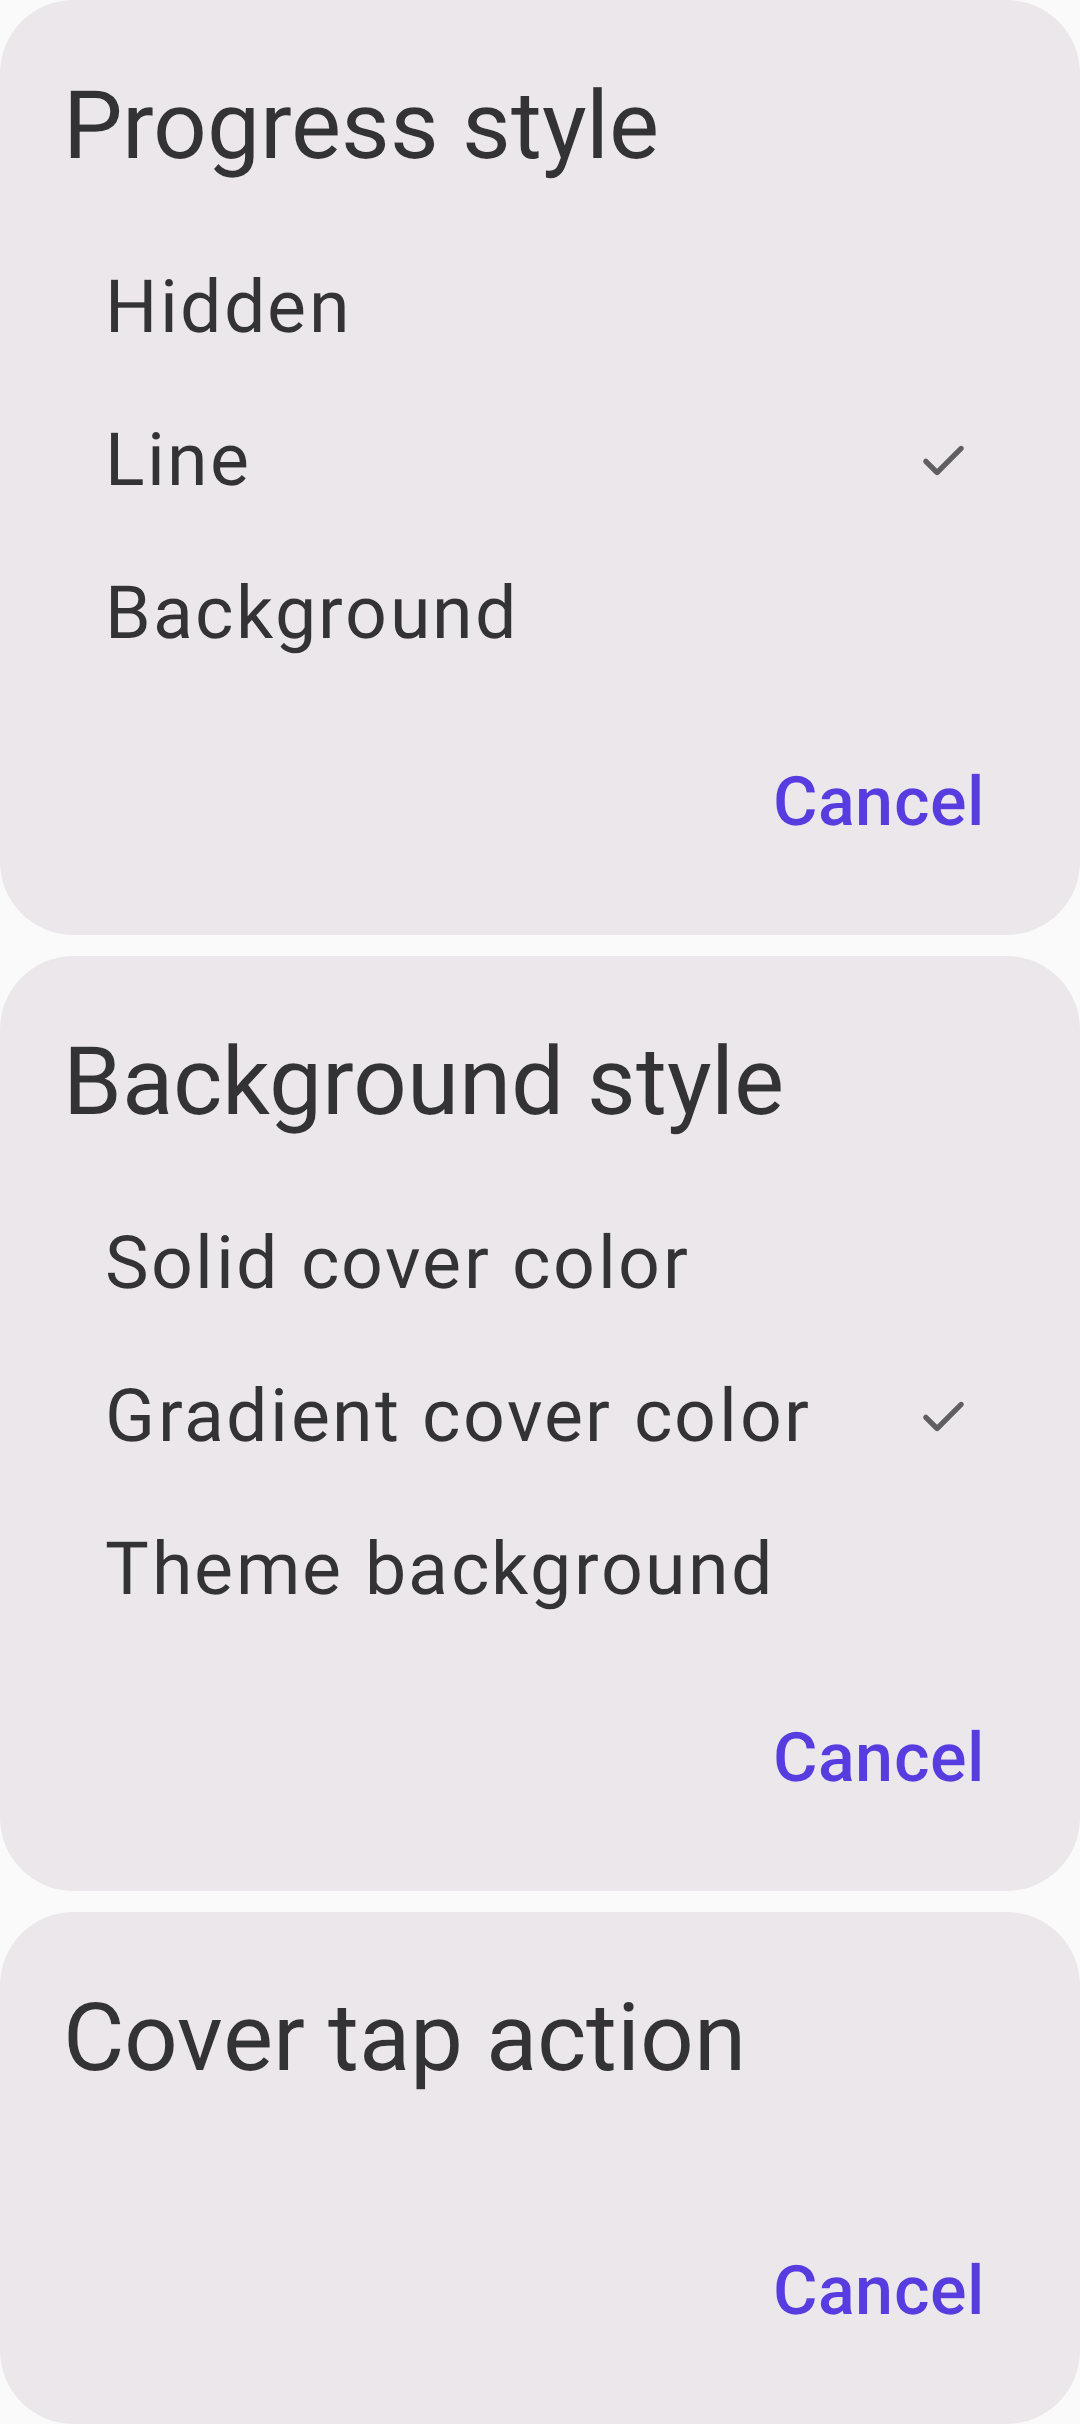 Progress style
Hidden
Line
Background
Cancel
Background style
Solid cover color
Gradient cover color
Theme background
Cancel
Cover tap action
Cancel